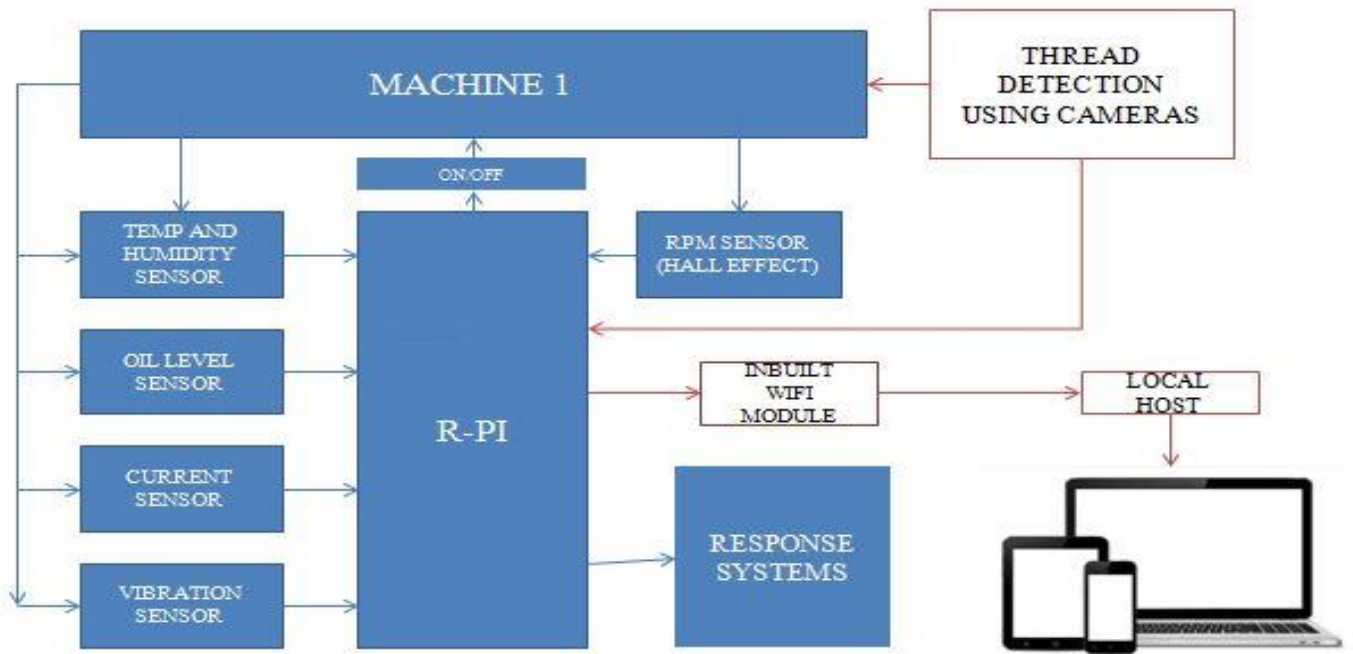 MACHINE 1
THREAD
DETECTION
USING CAMERAS
ON/OFF
TEMP AND
HUMIDITY
SENSOR
RPM SENSOR
(HALL EFFECT)
OIL LEVEL
SENSOR
R-PI
INBUILT
WIFI
MODULE
LOCAL
HOST
CURRENT
SENSOR
RESPONSE
SYSTEMS
VIBRATION
SENSOR